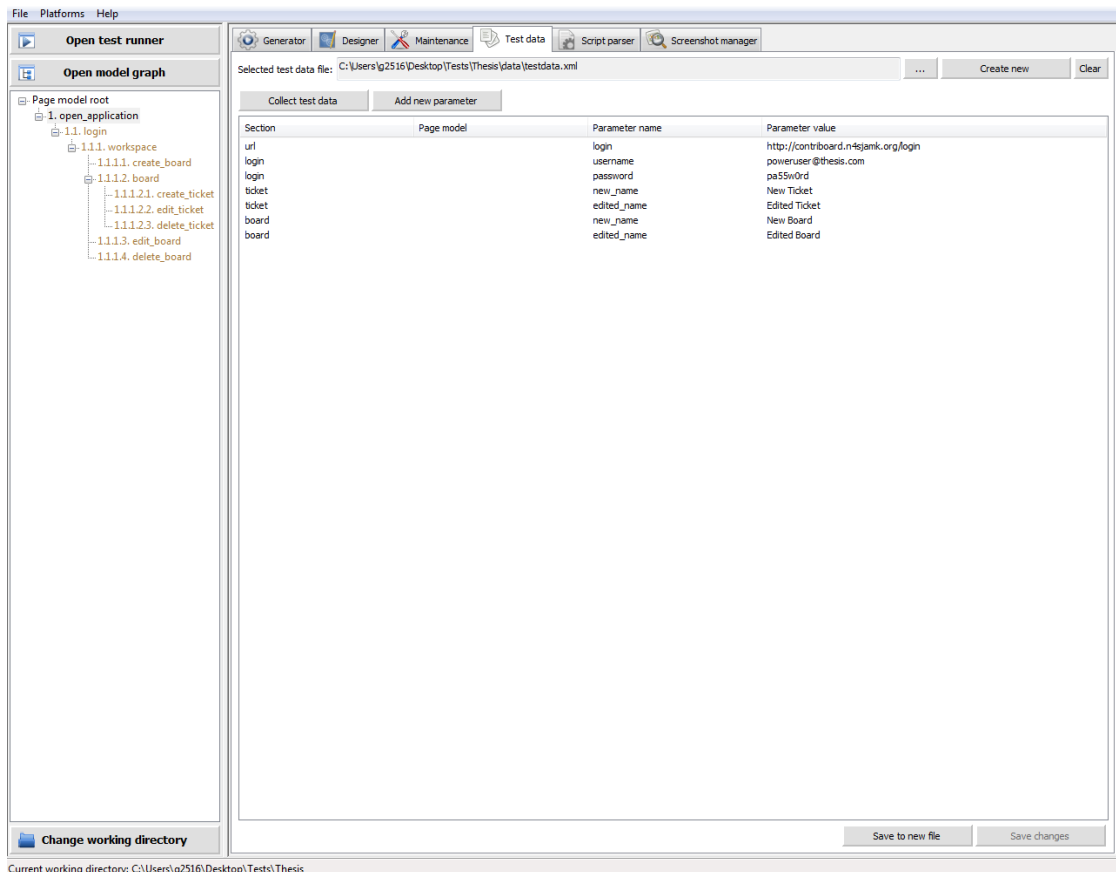 File Platforms Help
Open test runner
Open model graph
Page model root
1. open_application
1.1. login
1.1.1. workspace
1.1.1.1. create_board
1.1.1.2. board
1.1.1.2.1. create_ticket
1.1.1.2.2. edit_ticket
1.1.1.2.3. delete_ticket
1.1.1.3. edit_board
1.1.1.4. delete_board
Change working directory
Generator Designer Maintenance Test data Script parser Screenshot manager
Selected test data file: C:\Users\g2516\Desktop\Tests\Thesis\data\testdata.xml ... Create new Clear
Collect test data Add new parameter
Section Page model Parameter name Parameter value
url login http://contriboard.n4sjamk.org/login
login username poweruser@thesis.com
login password pa55w0rd
ticket new_name New Ticket
ticket edited_name Edited Ticket
board new_name New Board
board edited_name Edited Board
Save to new file Save changes
Current working directory: C:\Users\g2516\Desktop\Tests\Thesis